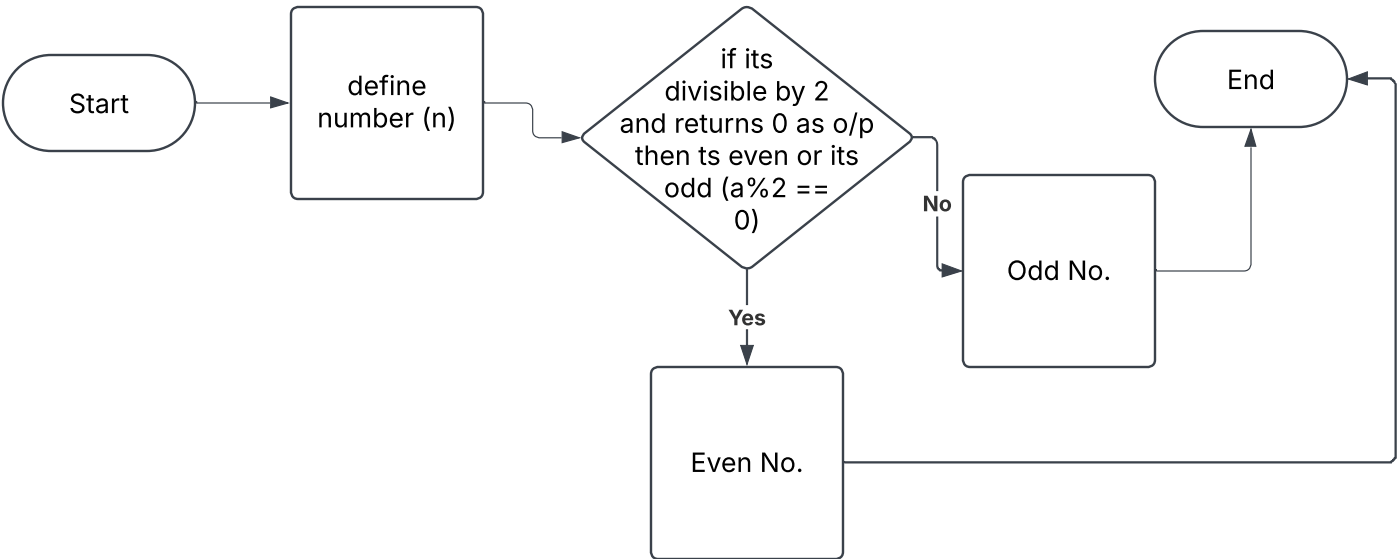 Start
define
number (n)
if its
divisible by 2
and returns 0 as o/p
then ts even or its
odd (a%2 ==
0)
End
No
Odd No.
Yes
Even No.